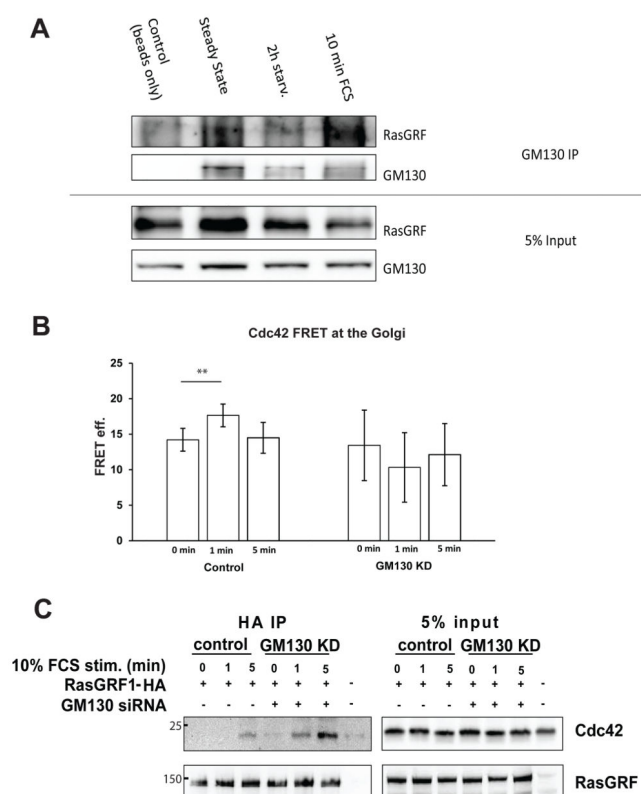 A
Control
(beads only)
Steady State
2h starv.
10 min FCS
RasGRF
GM130
GM130 IP
RasGRF
GM130
5% Input
B
Cdc42 FRET at the Golgi
25
20
15
10
5
0
FRET eff.
**
0 min 1 min 5 min 0 min 1 min 5 min
Control GM130 KD
C
HA IP 5% input
control GM130 KD control GM130 KD
10% FCS stim. (min) 0 1 5 0 1 5 0 1 5 0 1 5
RasGRF1-HA + + + + + + - + + + + + + -
GM130 siRNA - - - + + + - - - - + + + -
25 Cdc42
150 RasGRF